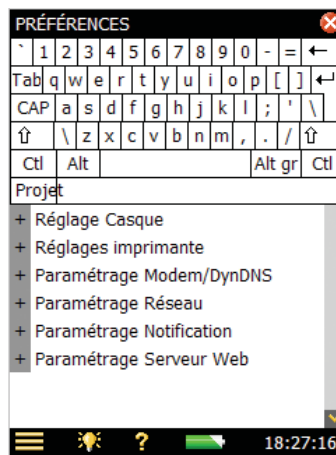 PRÉFÉRENCES
` 1 2 3 4 5 6 7 8 9 0 - = ←
Tab q w e r t y u i o p [ ] ↵
CAP a s d f g h j k l ; ' \
⇧ \ z x c v b n m , . / ⇧
Ctl Alt Alt gr Ctl
Projet
+ Réglage Casque
+ Réglages imprimante
+ Paramétrage Modem/DynDNS
+ Paramétrage Réseau
+ Paramétrage Notification
+ Paramétrage Serveur Web
? 18:27:16